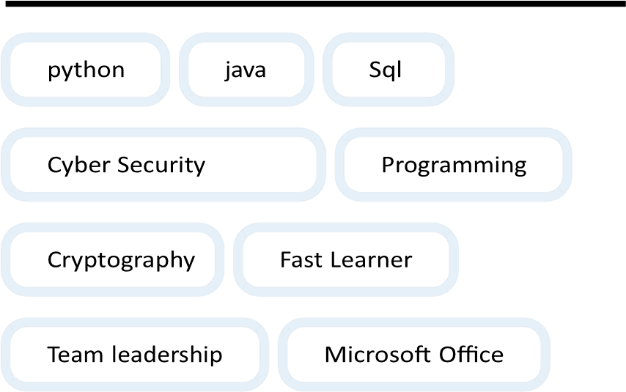 python java Sql
Cyber Security Programming
Cryptography Fast Learner
Team leadership Microsoft Office